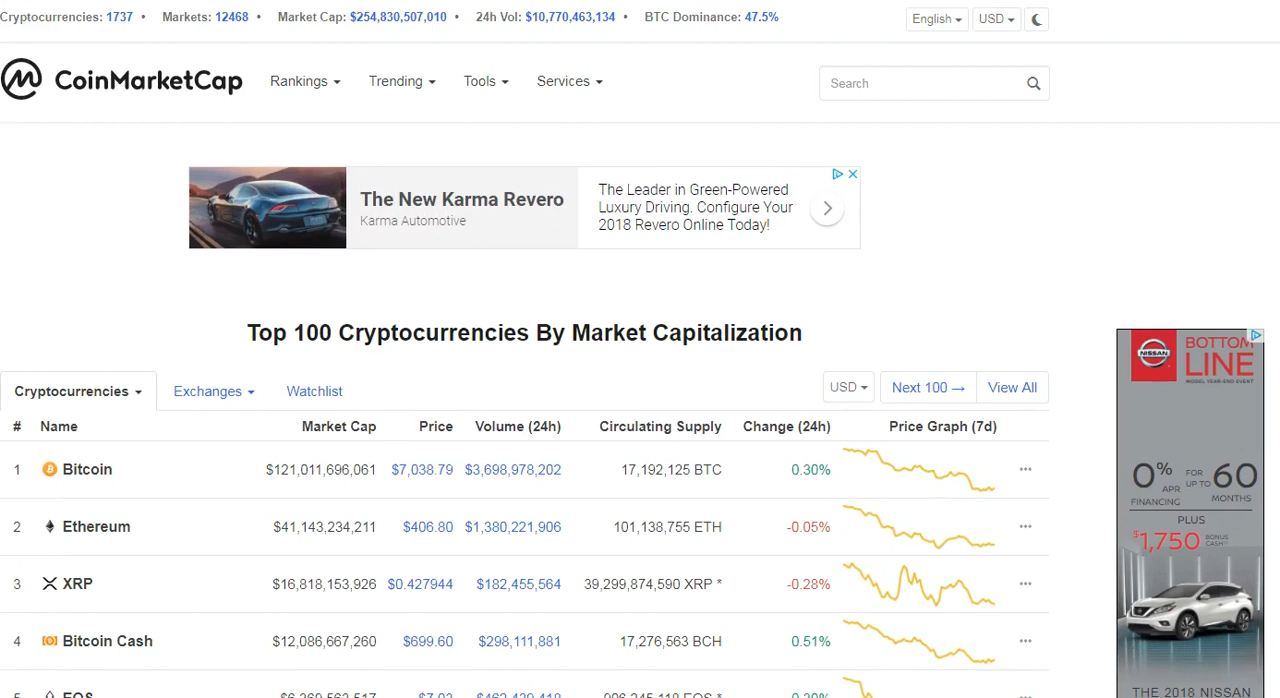 Cryptocurrencies: 1737 • Markets: 12468 • Market Cap: $254,830,507,010 • 24h Vol: $10,770,463,134 • BTC Dominance: 47.5% English USD
CoinMarketCap Rankings Trending Tools Services Search
The New Karma Revero
Karma Automotive
The Leader in Green-Powered
Luxury Driving. Configure Your
2018 Revero Online Today!
Top 100 Cryptocurrencies By Market Capitalization
Cryptocurrencies Exchanges Watchlist USD Next 100 → View All
# Name Market Cap Price Volume (24h) Circulating Supply Change (24h) Price Graph (7d)
1 Bitcoin $121,011,696,061 $7,038.79 $3,698,978,202 17,192,125 BTC 0.30%
2 Ethereum $41,143,234,211 $406.80 $1,380,221,906 101,138,755 ETH -0.05%
3 XRP $16,818,153,926 $0.427944 $182,455,564 39,299,874,590 XRP * -0.28%
4 Bitcoin Cash $12,086,667,260 $699.60 $298,111,881 17,276,563 BCH 0.51%
5 EOS
NISSAN
BOTTOM
LINE
MODEL YEAR-END EVENT
0% APR
FINANCING
FOR
UP TO
60
MONTHS
PLUS
$1,750 BONUS
CASH
THE 2018 NISSAN